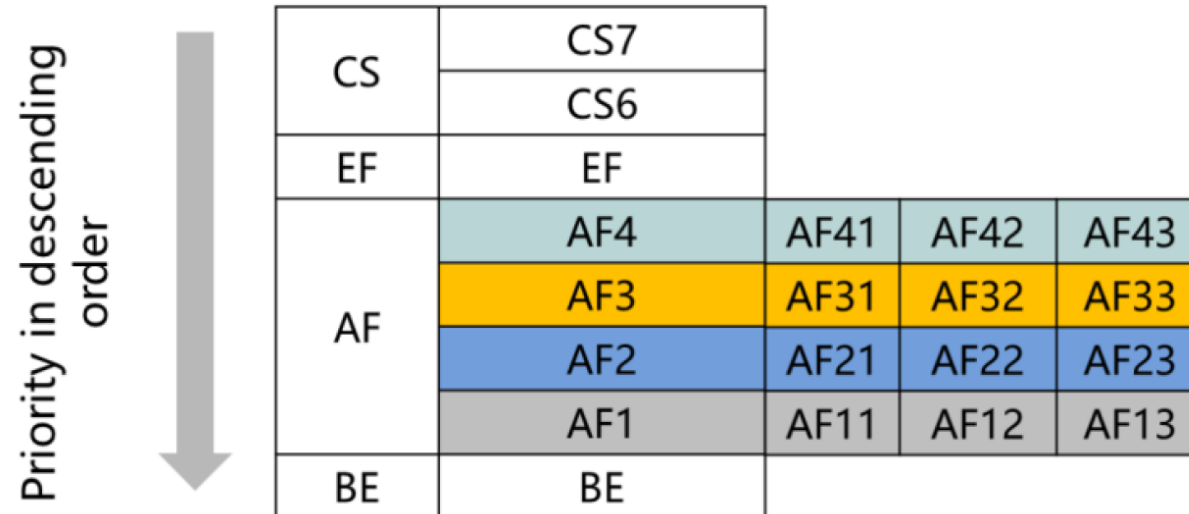 Priority in descending
order
CS
CS7
CS6
EF
EF
AF
AF4
AF41
AF42
AF43
AF3
AF31
AF32
AF33
AF2
AF21
AF22
AF23
AF1
AF11
AF12
AF13
BE
BE